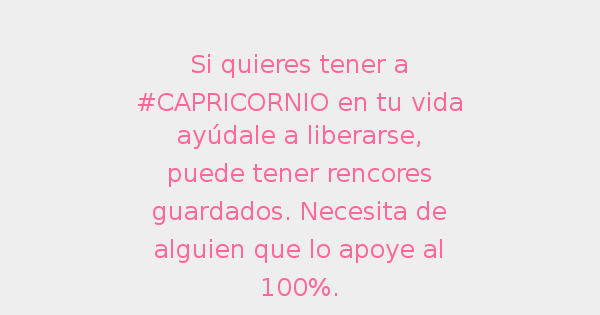 Si quieres tener a
#CAPRICORNIO en tu vida
ayúdale a liberarse,
puede tener rencores
guardados. Necesita de
alguien que lo apoye al
100%.